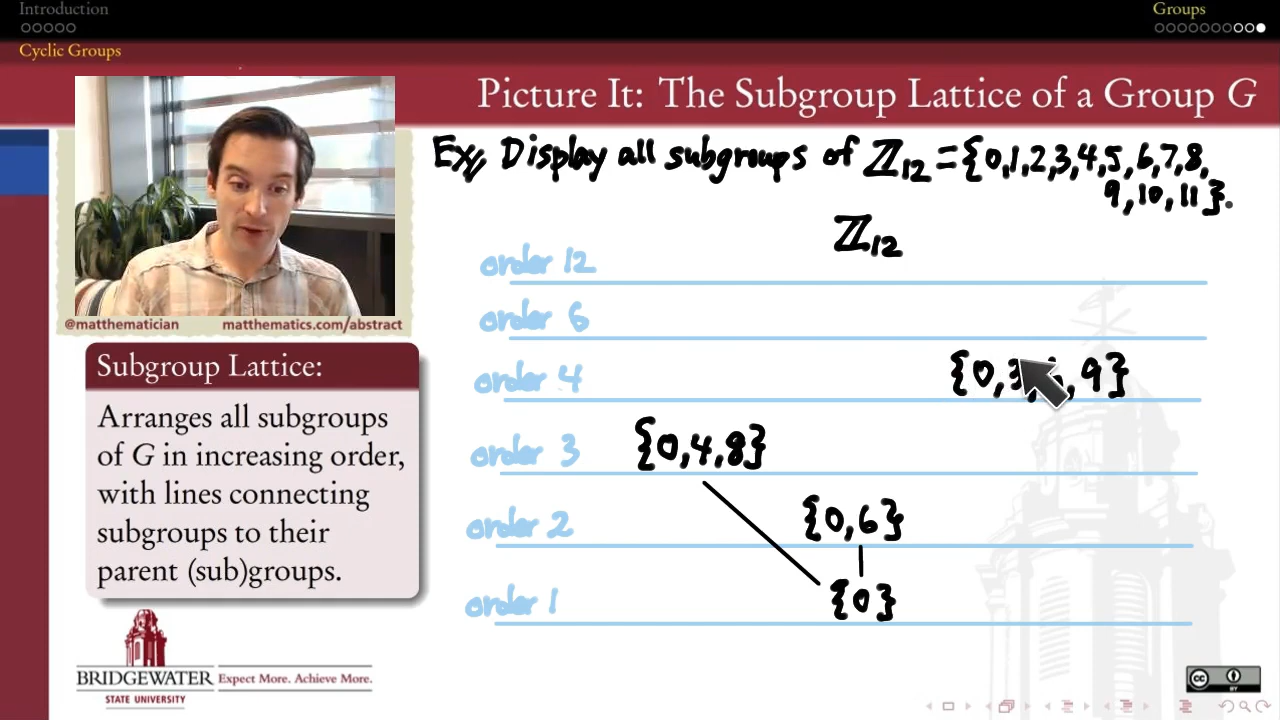 Introduction
Groups
Cyclic Groups
Picture It: The Subgroup Lattice of a Group G
Ex// Display all subgroups of ℤ12 = {0,1,2,3,4,5,6,7,8,
9,10,11}.
ℤ12
order 12
order 6
order 4
{0,3, ,9}
order 3
{0,4,8}
order 2
{0,6}
order 1
{0}
@matthematician matthematics.com/abstract
Subgroup Lattice:
Arranges all subgroups
of G in increasing order,
with lines connecting
subgroups to their
parent (sub)groups.
BRIDGEWATER
STATE UNIVERSITY
Expect More. Achieve More.
cc
BY